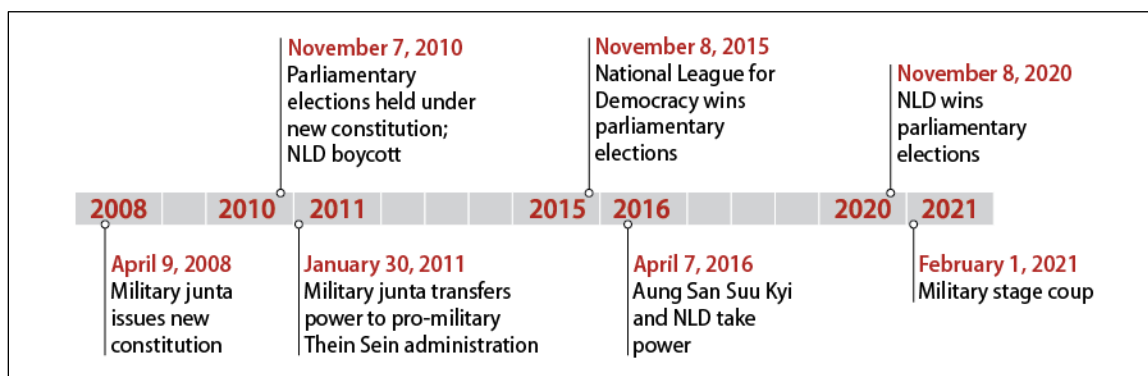 November 7, 2010
Parliamentary
elections held under
new constitution;
NLD boycott
November 8, 2015
National League for
Democracy wins
parliamentary
elections
November 8, 2020
NLD wins
parliamentary
elections
2008 2010 2011 2015 2016 2020 2021
April 9, 2008
Military junta
issues new
constitution
January 30, 2011
Military junta transfers
power to pro-military
Thein Sein administration
April 7, 2016
Aung San Suu Kyi
and NLD take
power
February 1, 2021
Military stage coup